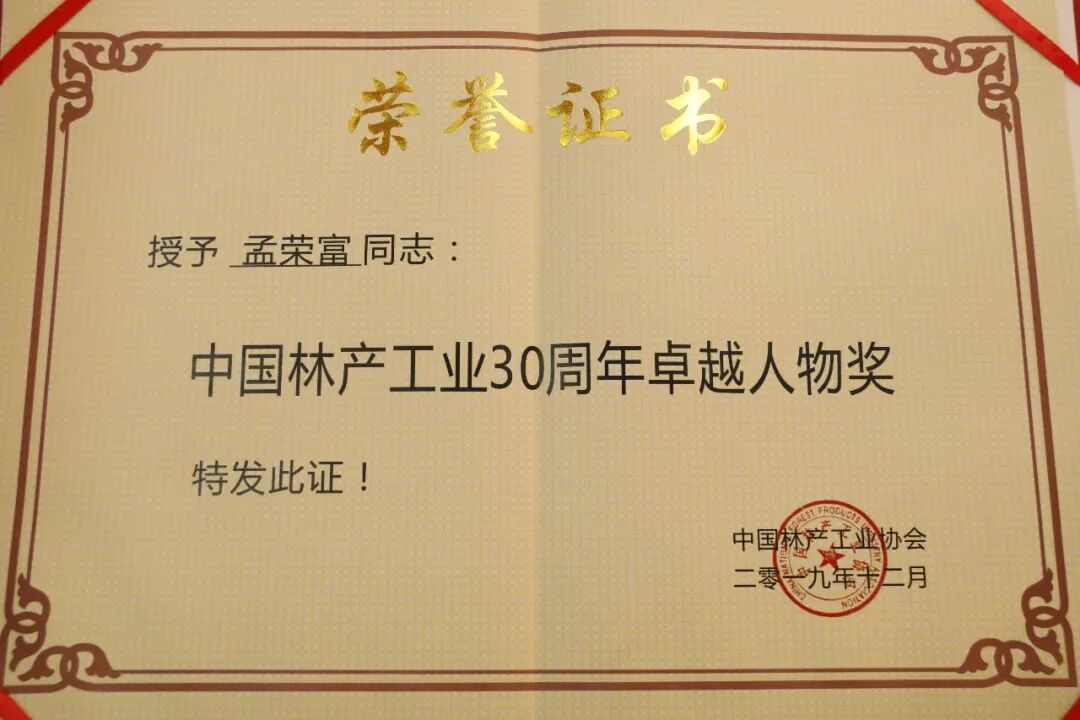 荣誉证书
授予 孟荣富 同志：
中国林产工业30周年卓越人物奖
特发此证！
中国林产工业协会
二零一九年十二月